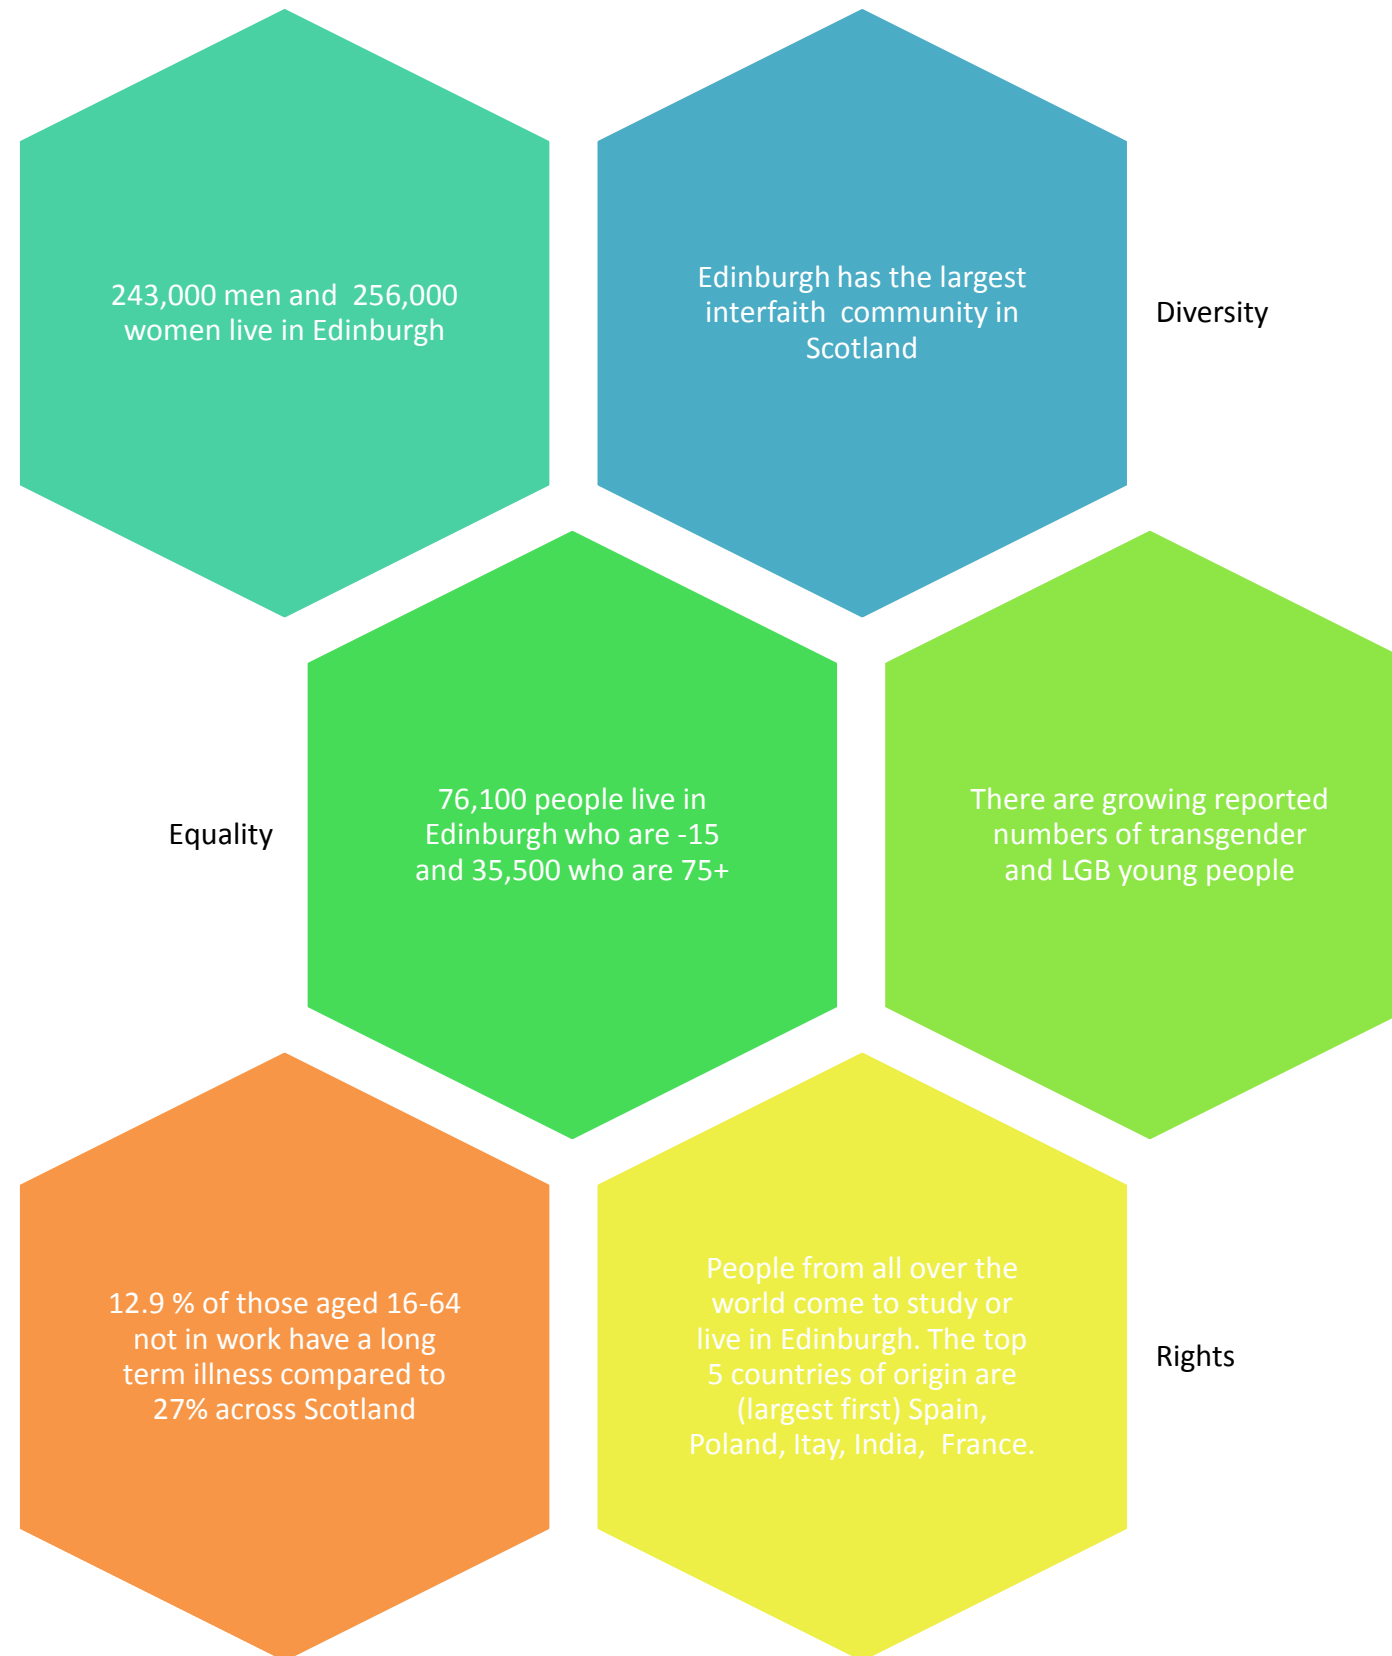 243,000 men and  256,000
women live in Edinburgh
Edinburgh has the largest
interfaith  community in
Scotland
Diversity
Equality
76,100 people live in
Edinburgh who are -15
and 35,500 who are 75+
There are growing reported
numbers of transgender
and LGB young people
12.9 % of those aged 16-64
not in work have a long
term illness compared to
27% across Scotland
People from all over the
world come to study or
live in Edinburgh. The top
5 countries of origin are
(largest first) Spain,
Poland, Itay, India,  France.
Rights